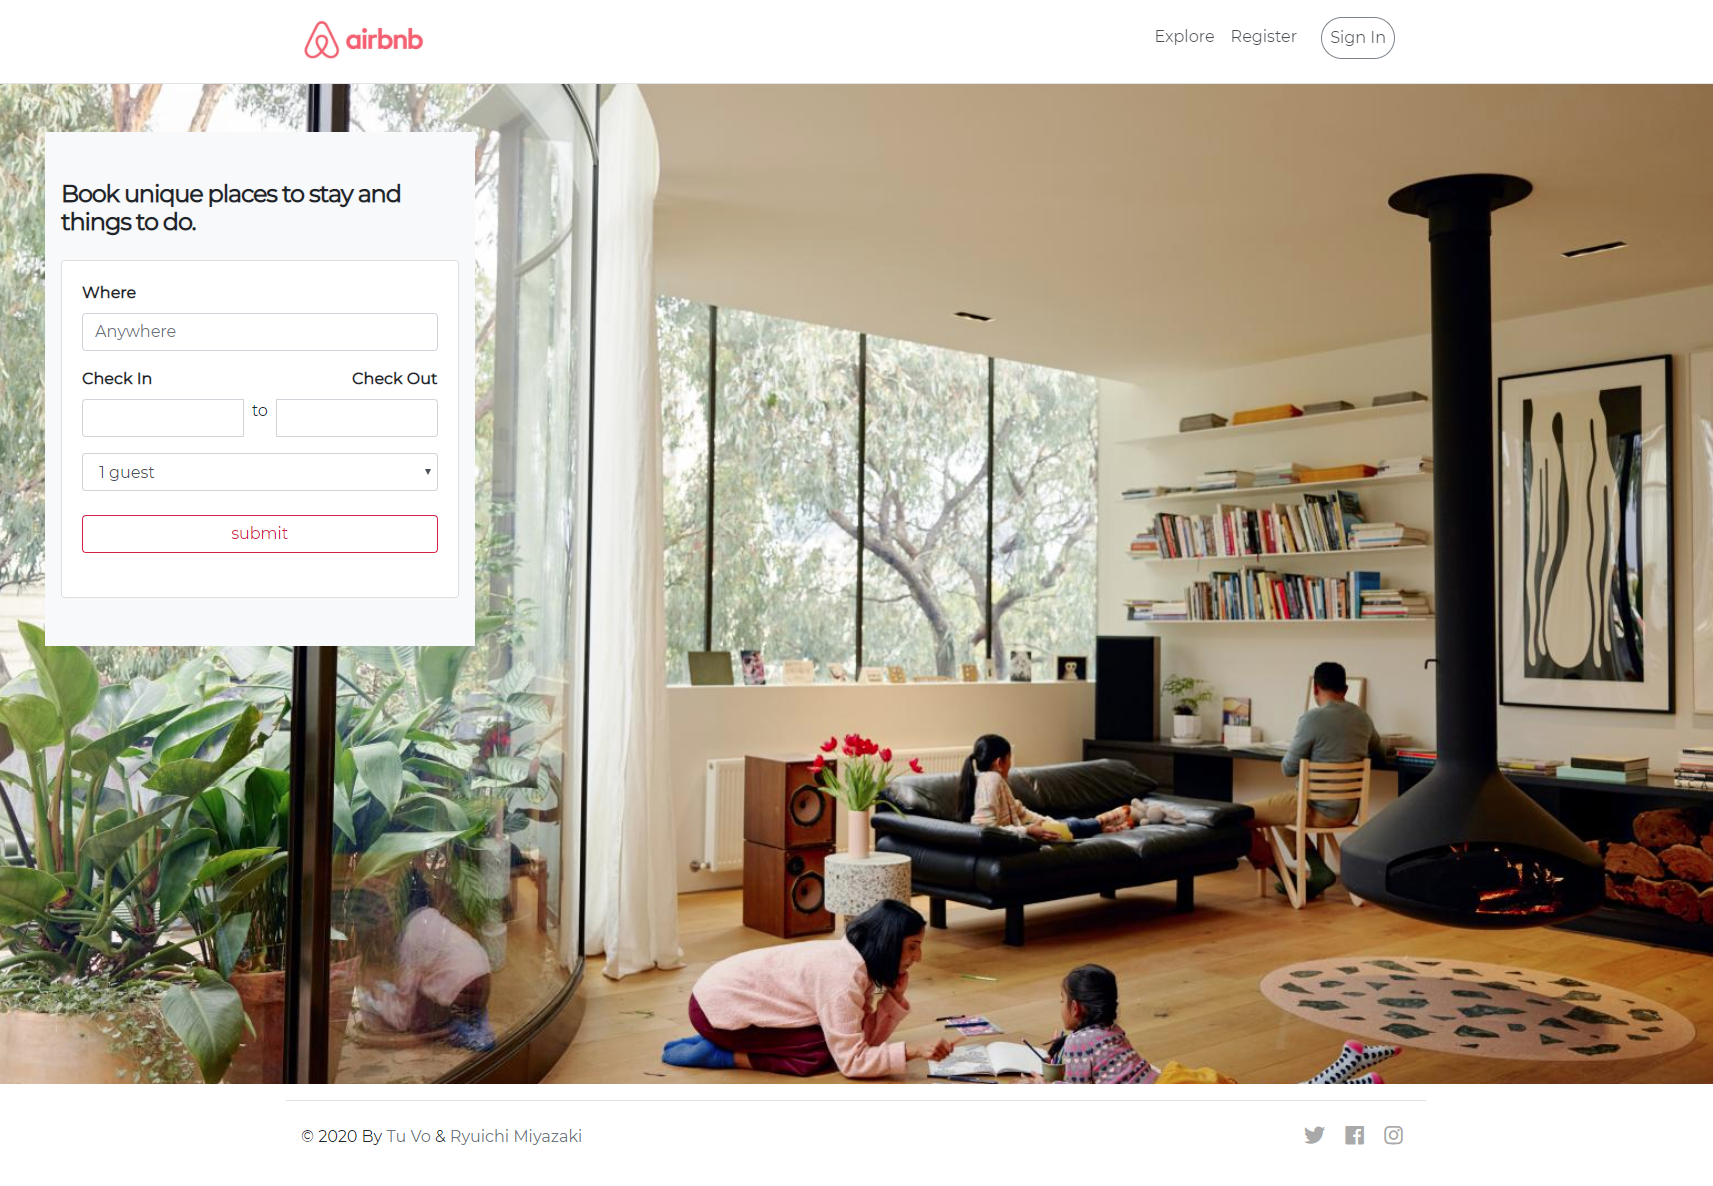 airbnb
Explore
Register
Sign In
Book unique places to stay and
things to do.
Where
Anywhere
Check In
Check Out
to
1 guest
submit
© 2020 By Tu Vo & Ryuichi Miyazaki